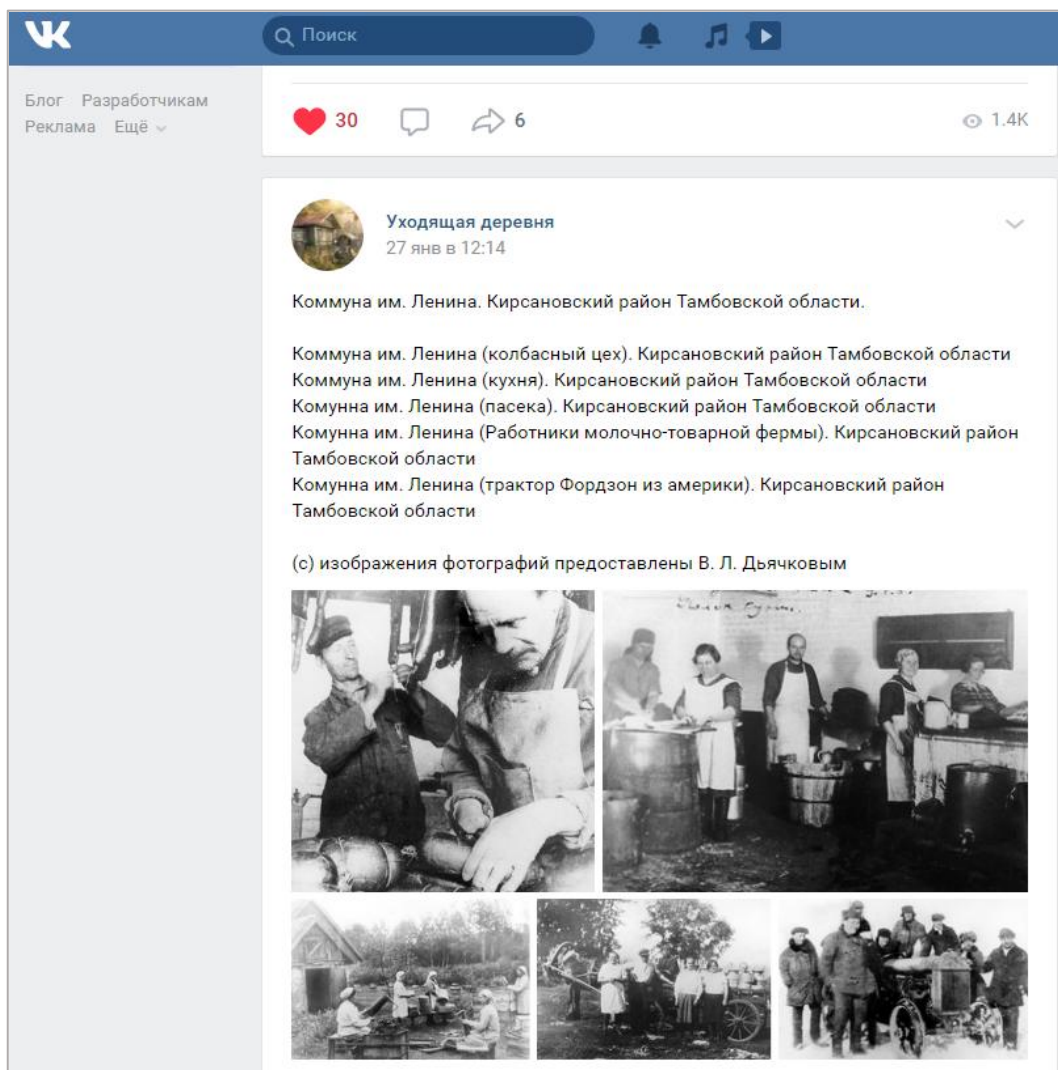 Поиск
Блог Разработчикам
Реклама Ещё
30 6 1.4K
Уходящая деревня
27 янв в 12:14
Коммуна им. Ленина. Кирсановский район Тамбовской области.
Коммуна им. Ленина (колбасный цех). Кирсановский район Тамбовской области
Коммуна им. Ленина (кухня). Кирсановский район Тамбовской области
Комунна им. Ленина (пасека). Кирсановский район Тамбовской области
Комунна им. Ленина (Работники молочно-товарной фермы). Кирсановский район
Тамбовской области
Комунна им. Ленина (трактор Фордзон из америки). Кирсановский район
Тамбовской области
(с) изображения фотографий предоставлены В. Л. Дьячковым